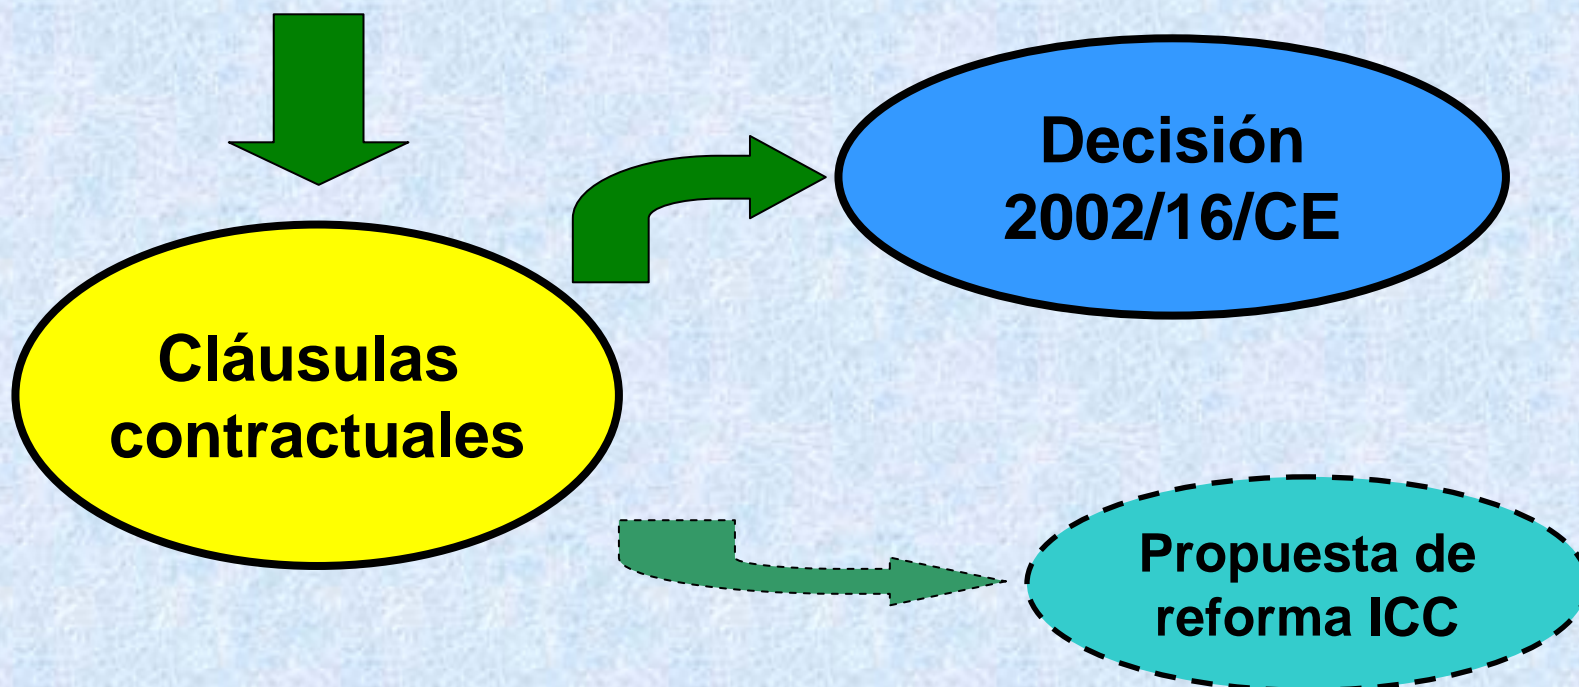 Decisión
2002/16/CE
Cláusulas
contractuales
Propuesta de
reforma ICC